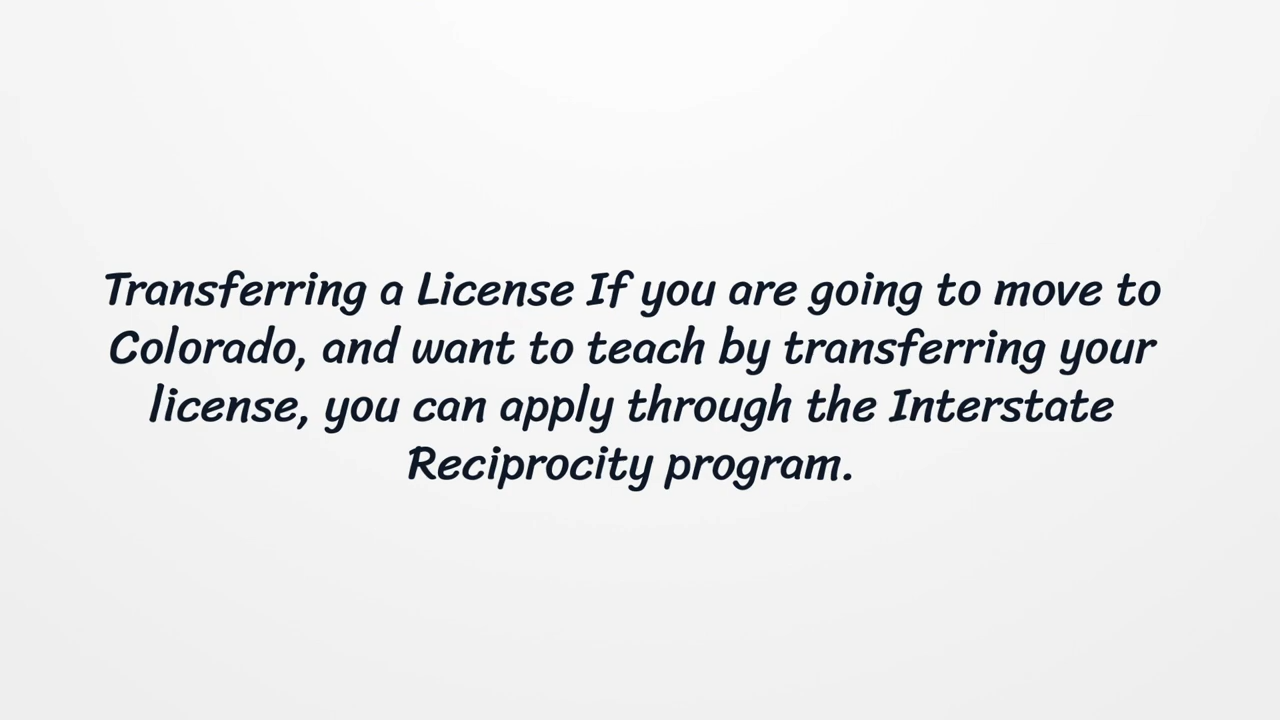 Transferring a License If you are going to move to
Colorado, and want to teach by transferring your
license, you can apply through the Interstate
Reciprocity program.